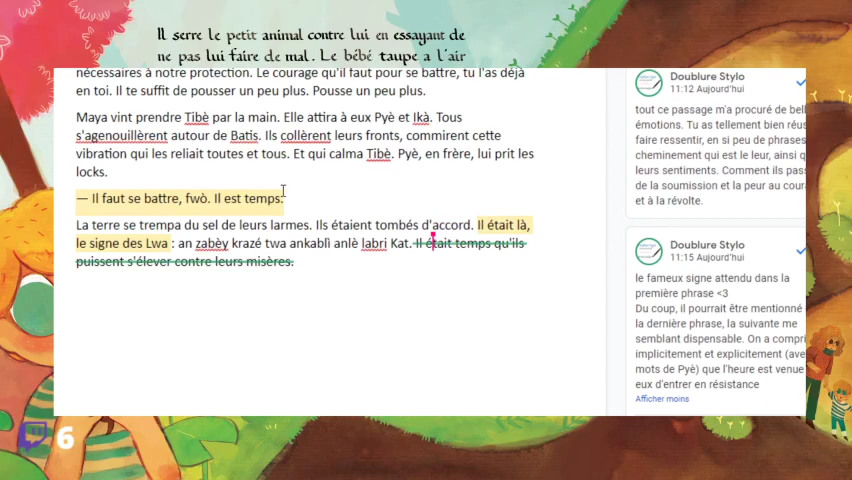 Il serre le petit animal contre lui en essayant de
ne pas lui faire de mal. Le bébé taupe a l'air
nécessaires à notre protection. Le courage qu'il faut pour se battre, tu l'as déjà
en toi. Il te suffit de pousser un peu plus. Pousse un peu plus.
Maya vint prendre Tibè par la main. Elle attira à eux Pyè et Ikà. Tous
s'agenouillèrent autour de Batis. Ils collèrent leurs fronts, commirent cette
vibration qui les reliait toutes et tous. Et qui calma Tibè. Pyè, en frère, lui prit les
locks.
— Il faut se battre, fwò. Il est temps.
La terre se trempa du sel de leurs larmes. Ils étaient tombés d'accord. Il était là,
le signe des Lwa : an zabèy krazé twa ankabli anlè labri Kat. Il était temps qu'ils
puissent s'élever contre leurs misères.
Doublure Stylo
11:12 Aujourd'hui
tout ce passage m'a procuré de bell
émotions. Tu as tellement bien réus
faire ressentir, en si peu de phrases
cheminement qui est le leur, ainsi q
leurs sentiments. Comment ils pass
de la soumission et la peur au cour
et à la révolte.
Doublure Stylo
11:15 Aujourd'hui
le fameux signe attendu dans la
première phrase <3
Du coup, il pourrait être mentionné
la dernière phrase, la suivante me
semblant dispensable. On a compri
implicitement et explicitement (ave
mots de Pyè) que l'heure est venue
eux d'entrer en résistance
Afficher moins
6